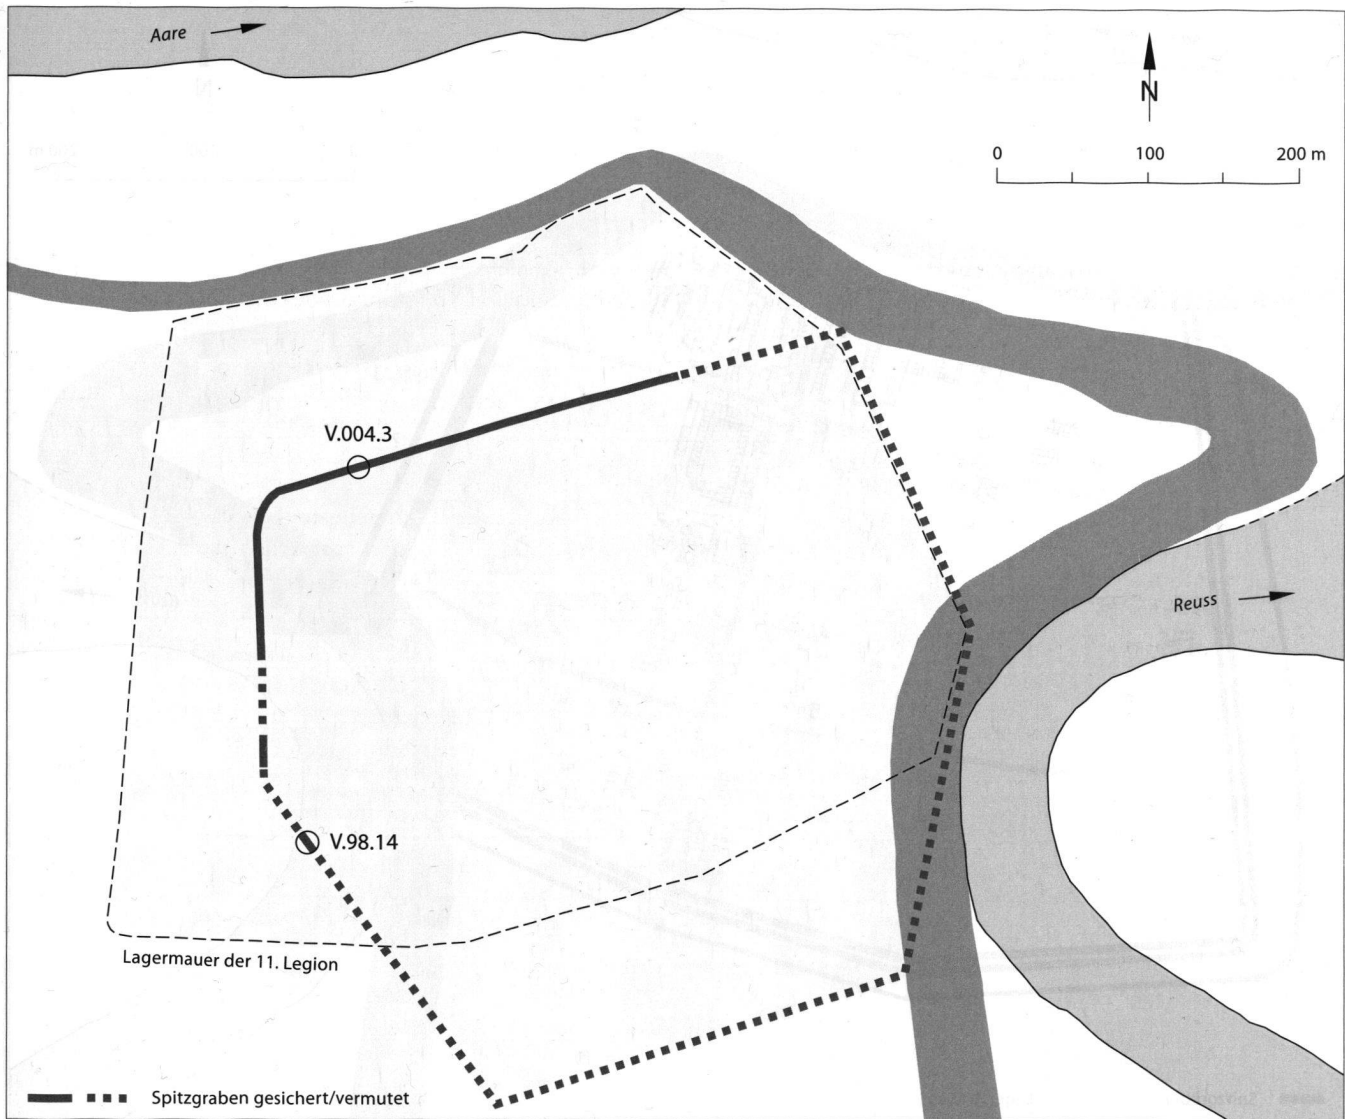 Aare
N
0 100 200 m
V.004.3
Reuss
V.98.14
Lagermauer der 11. Legion
Spitzgraben gesichert/vermutet